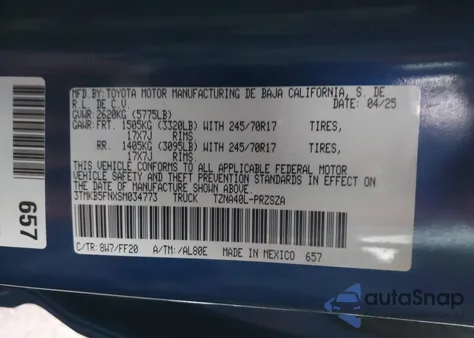 MFD.BY:TOYOTA MOTOR MANUFACTURING DE BAJA CALIFORNIA, S. DE
R.L. DE C.V. DATE: 04/25
GVWR: 2620KG (5775LB)
GAWR: FRT. 1505KG (3320LB) WITH 245/70R17 TIRES,
17X7J RIMS
RR. 1405KG (3095LB) WITH 245/70R17 TIRES,
17X7J RIMS
THIS VEHICLE CONFORMS TO ALL APPLICABLE FEDERAL MOTOR
VEHICLE SAFETY AND THEFT PREVENTION STANDARDS IN EFFECT
ON THE DATE OF MANUFACTURE SHOWN ABOVE.
3TMKB5FNXSM034773 TRUCK TZNA40L-PRZSZA
C/TR: 8W7/FF20 A/TM: /AL80E MADE IN MEXICO 657
657
autoSnap